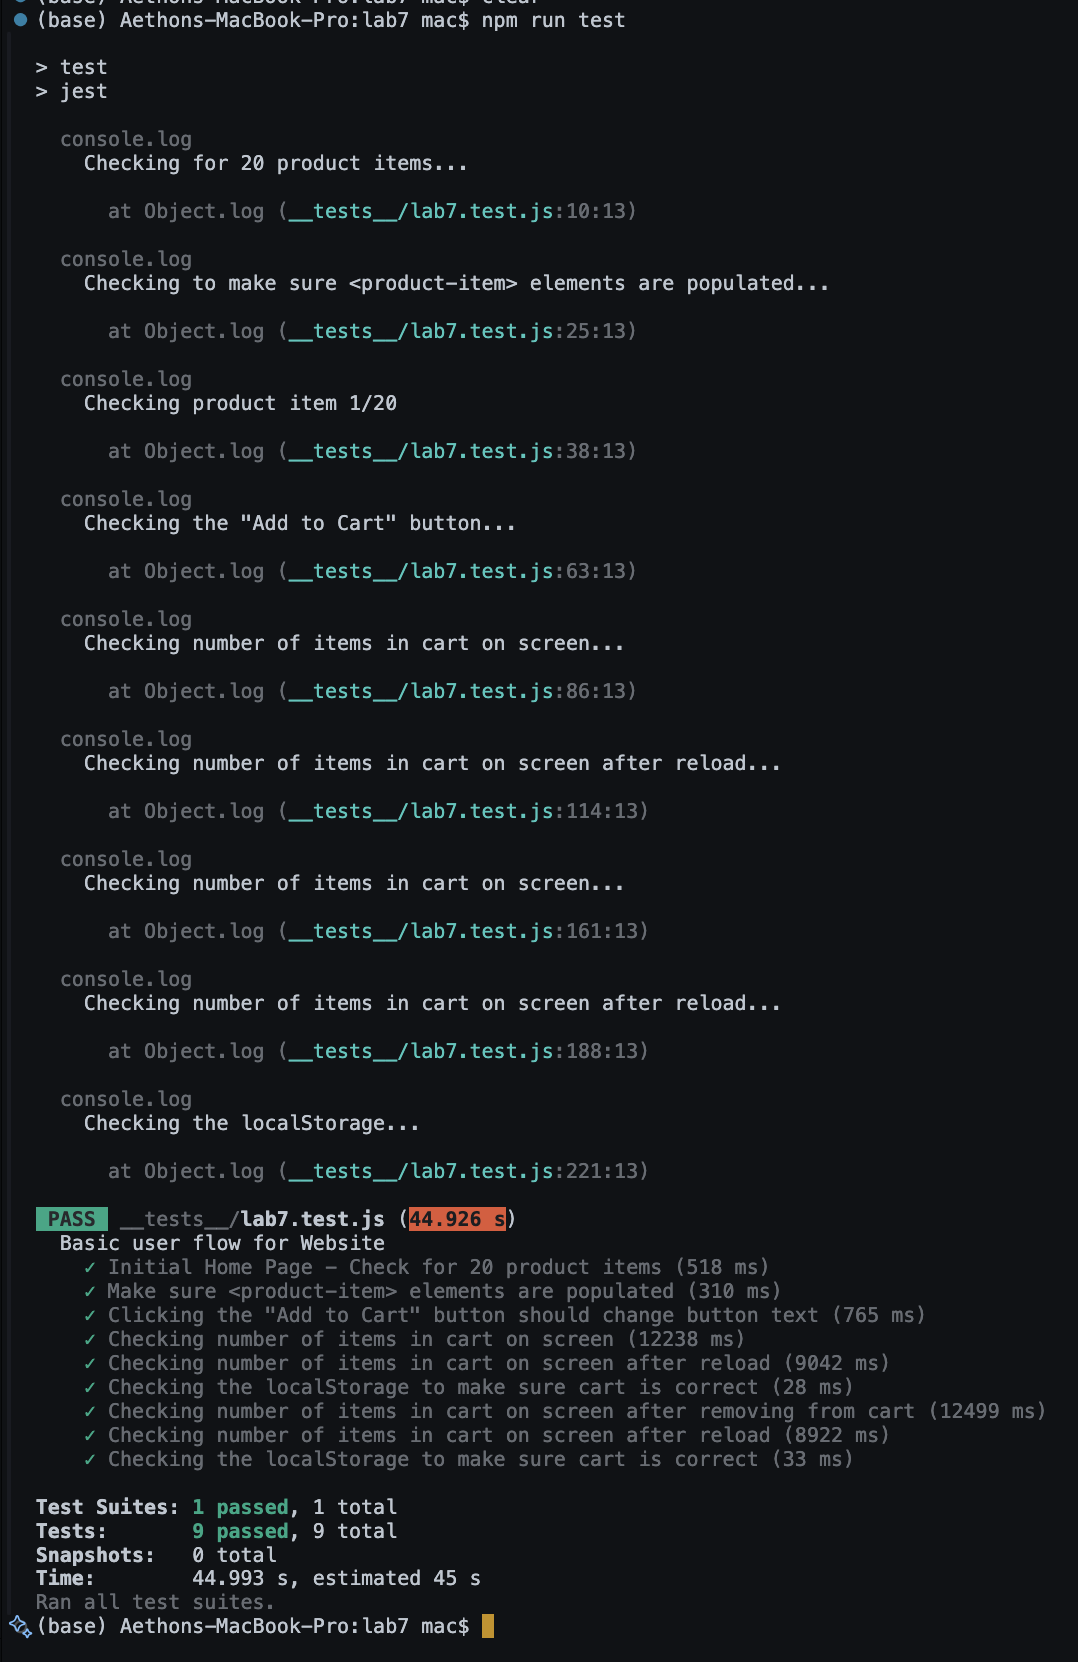 (base) Aethons-MacBook-Pro:lab7 mac$ clear
(base) Aethons-MacBook-Pro:lab7 mac$ npm run test
> test
> jest
console.log
Checking for 20 product items...
at Object.log (__tests__/lab7.test.js:10:13)
console.log
Checking to make sure <product-item> elements are populated...
at Object.log (__tests__/lab7.test.js:25:13)
console.log
Checking product item 1/20
at Object.log (__tests__/lab7.test.js:38:13)
console.log
Checking the "Add to Cart" button...
at Object.log (__tests__/lab7.test.js:63:13)
console.log
Checking number of items in cart on screen...
at Object.log (__tests__/lab7.test.js:86:13)
console.log
Checking number of items in cart on screen after reload...
at Object.log (__tests__/lab7.test.js:114:13)
console.log
Checking number of items in cart on screen...
at Object.log (__tests__/lab7.test.js:161:13)
console.log
Checking number of items in cart on screen after reload...
at Object.log (__tests__/lab7.test.js:188:13)
console.log
Checking the localStorage...
at Object.log (__tests__/lab7.test.js:221:13)
PASS __tests__/lab7.test.js (44.926 s)
Basic user flow for Website
✓ Initial Home Page – Check for 20 product items (518 ms)
✓ Make sure <product-item> elements are populated (310 ms)
✓ Clicking the "Add to Cart" button should change button text (765 ms)
✓ Checking number of items in cart on screen (12238 ms)
✓ Checking number of items in cart on screen after reload (9042 ms)
✓ Checking the localStorage to make sure cart is correct (28 ms)
✓ Checking number of items in cart on screen after removing from cart (12499 ms)
✓ Checking number of items in cart on screen after reload (8922 ms)
✓ Checking the localStorage to make sure cart is correct (33 ms)
Test Suites: 1 passed, 1 total
Tests: 9 passed, 9 total
Snapshots: 0 total
Time: 44.993 s, estimated 45 s
Ran all test suites.
(base) Aethons-MacBook-Pro:lab7 mac$